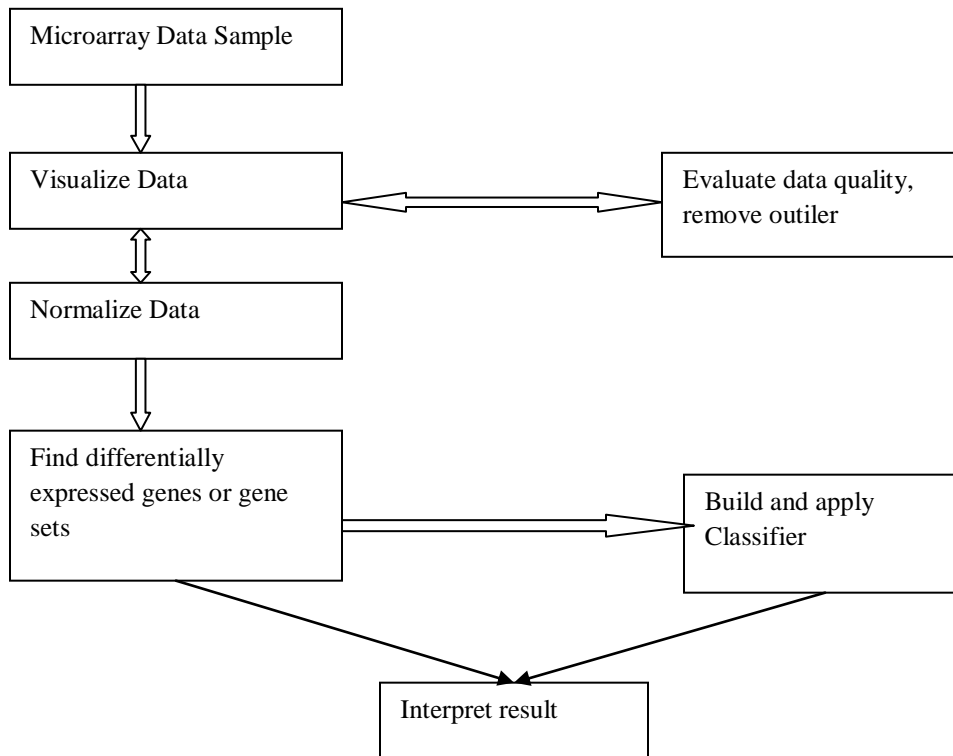 Microarray Data Sample
Visualize Data
Evaluate data quality,
remove outiler
Normalize Data
Find differentially
expressed genes or gene
sets
Build and apply
Classifier
Interpret result